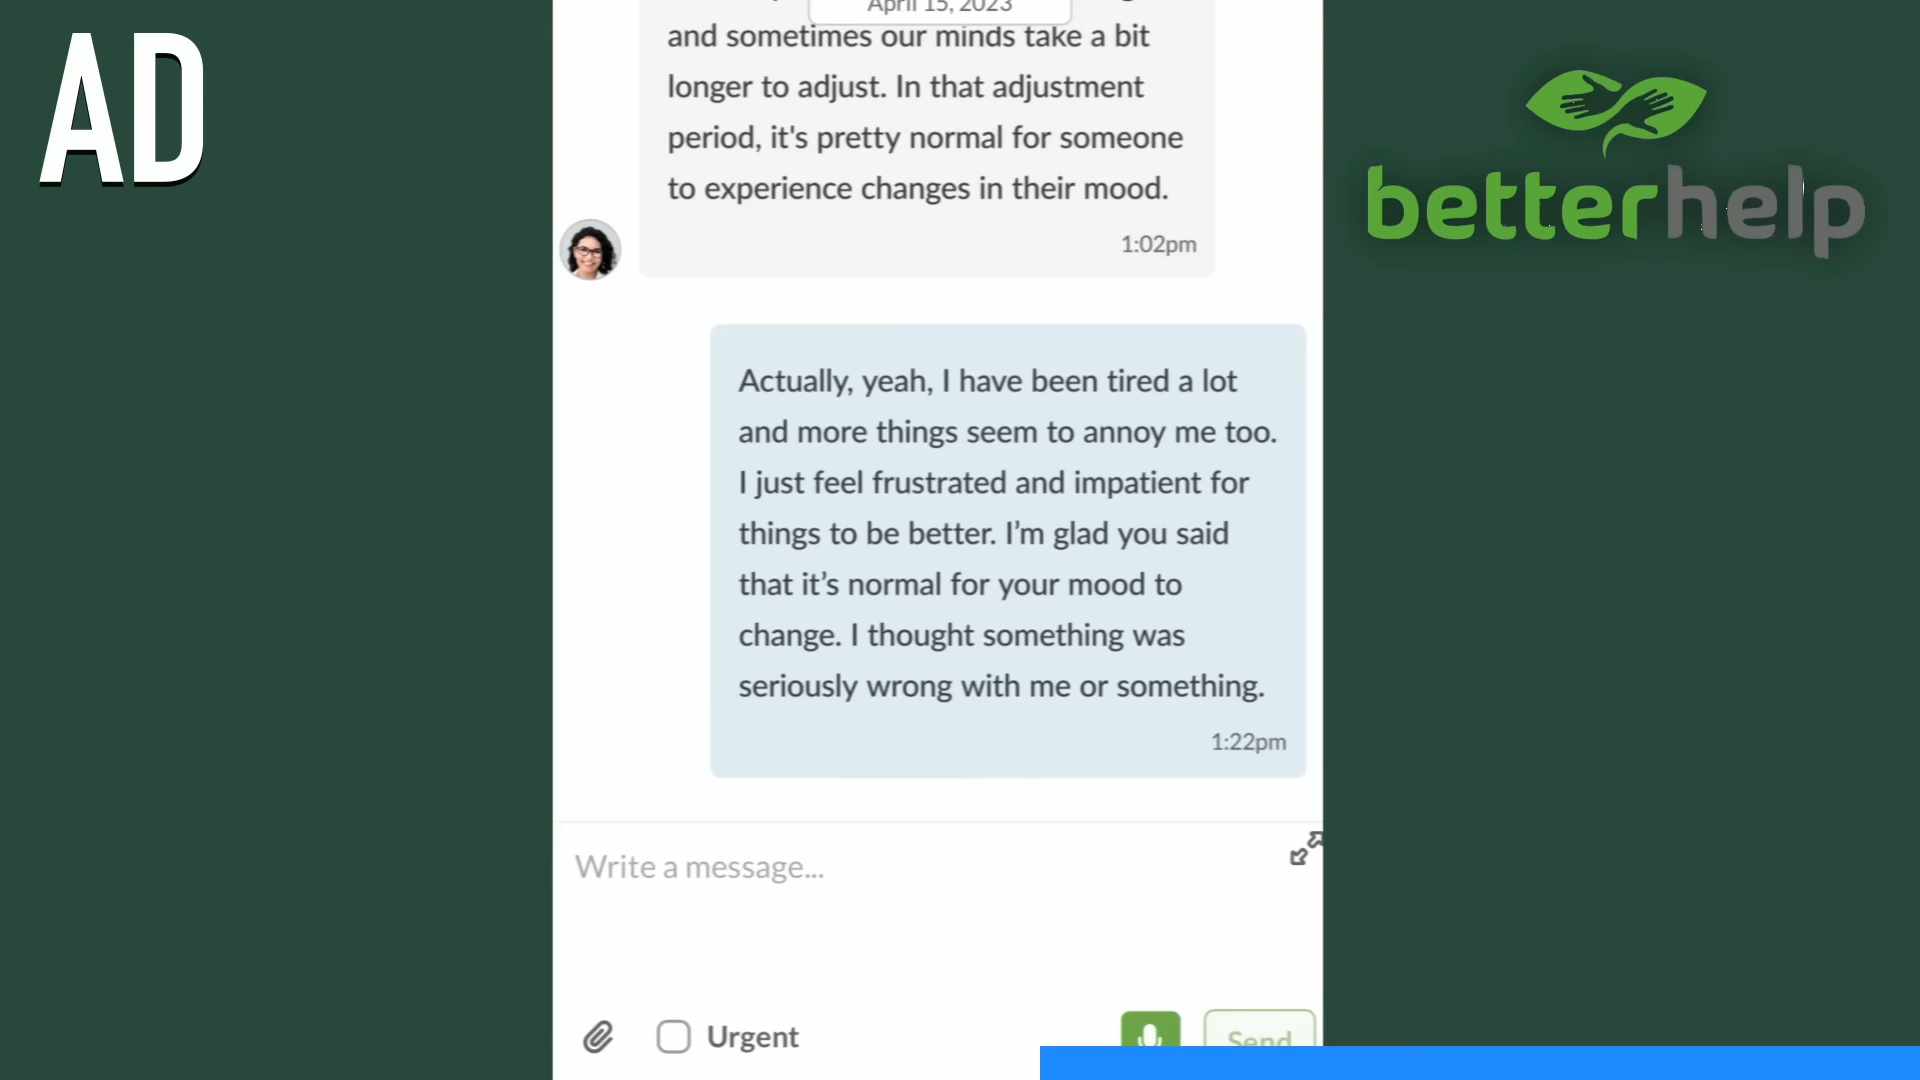 AD
April 15, 2023
and sometimes our minds take a bit
longer to adjust. In that adjustment
period, it's pretty normal for someone
to experience changes in their mood.
1:02pm
betterhelp
Actually, yeah, I have been tired a lot
and more things seem to annoy me too.
I just feel frustrated and impatient for
things to be better. I’m glad you said
that it’s normal for your mood to
change. I thought something was
seriously wrong with me or something.
1:22pm
Write a message...
Urgent
Send